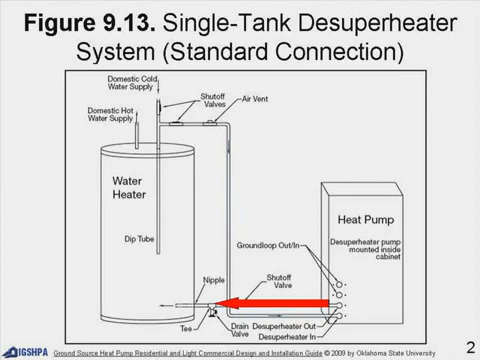 Figure 9.13. Single-Tank Desuperheater
System (Standard Connection)
Domestic Cold
Water Supply
Shutoff
Valves
Air Vent
Domestic Hot
Water Supply
Water
Heater
Heat Pump
Desuperheater pump
mounted inside
cabinet
Dip Tube
Groundloop Out/In
Nipple
Shutoff
Valve
Tee
Drain
Valve
Desuperheater Out
Desuperheater In
IGSHPA
Ground Source Heat Pump Residential and Light Commercial Design and Installation Guide © 2009 by Oklahoma State University
2